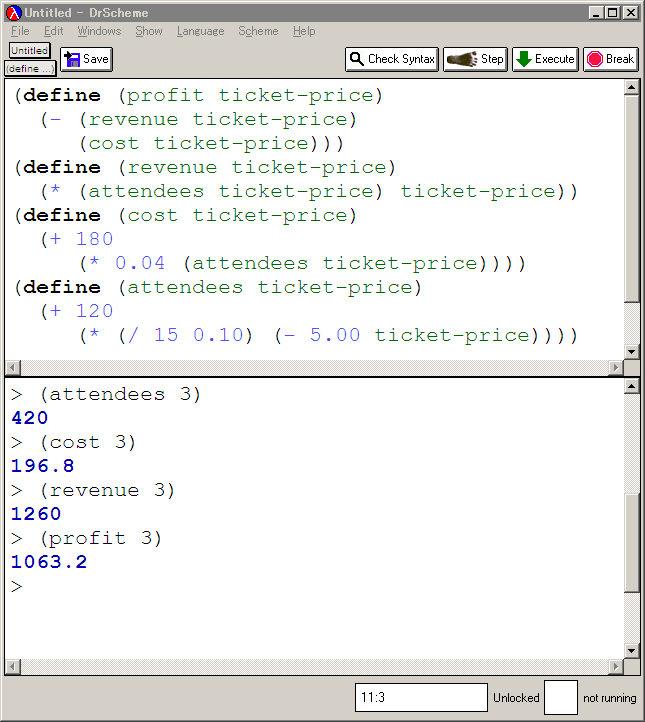 Untitled - DrScheme
File Edit Windows Show Language Scheme Help
Untitled
(define ...)
Save
Check Syntax
Step
Execute
Break
(define (profit ticket-price)
(- (revenue ticket-price)
(cost ticket-price)))
(define (revenue ticket-price)
(* (attendees ticket-price) ticket-price))
(define (cost ticket-price)
(+ 180
(* 0.04 (attendees ticket-price))))
(define (attendees ticket-price)
(+ 120
(* (/ 15 0.10) (- 5.00 ticket-price))))
> (attendees 3)
420
> (cost 3)
196.8
> (revenue 3)
1260
> (profit 3)
1063.2
>
11:3 Unlocked not running